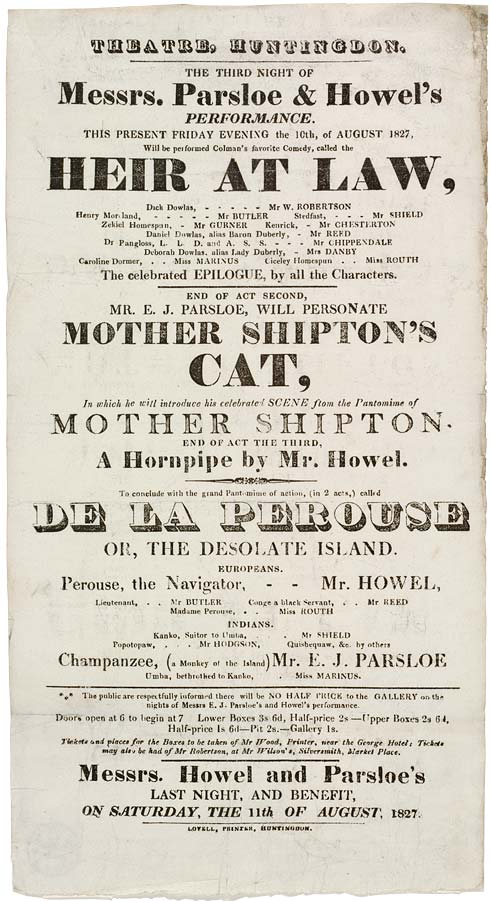 THEATRE, HUNTINGDON.
THE THIRD NIGHT OF
Messrs. Parsloe & Howel's
PERFORMANCE.
THIS PRESENT FRIDAY EVENING the 10th, of AUGUST 1827,
Will be performed Colman's favorite Comedy, called the
HEIR AT LAW,
Dick Dowlas, - - - - - Mr W. ROBERTSON
Henry Morland, - - - - - Mr BUTLER Stedfast, - - - Mr SHIELD
Zekiel Homespun, - Mr GURNER Kenrick, - Mr CHESTERTON
Daniel Dowlas, alias Baron Duberly, - Mr REED
Dr Pangloss, L. L. D. and A. S. S. - - - Mr CHIPPENDALE
Deborah Dowlas, alias Lady Duberly, - Mrs DANBY
Caroline Dormer, . . Miss MARINUS Ciceley Homespun . . Miss ROUTH
The celebrated EPILOGUE, by all the Characters.
END OF ACT SECOND,
MR. E. J. PARSLOE, WILL PERSONATE
MOTHER SHIPTON'S
CAT,
In which he will introduce his celebrated SCENE from the Pantomime of
MOTHER SHIPTON.
END OF ACT THE THIRD,
A Hornpipe by Mr. Howel.
To conclude with the grand Pantomime of action, (in 2 acts,) called
DE LA PEROUSE
OR, THE DESOLATE ISLAND.
EUROPEANS.
Perouse, the Navigator, - - Mr. HOWEL,
Lieutenant, . . Mr BUTLER Conge a black Servant, . . Mr REED
Madame Perouse, . . Miss ROUTH
INDIANS.
Kanko, Suitor to Umba, . Mr SHIELD
Popotopaw, . . Mr HODGSON, Quisbequaw, &c. by others
Champanzee, (a Monkey of the Island) Mr. E. J. PARSLOE
Umba, bethrothed to Kanko, . Miss MARINUS.
*** The public are respectfully informed there will be NO HALF PRICE to the GALLERY on the
nights of Messrs E. J. Parsloe's and Howel's performance.
Doors open at 6 to begin at 7 Lower Boxes 3s 6d, Half-price 2s—Upper Boxes 2s 6d,
Half-price 1s 6d—Pit 2s.—Gallery 1s.
Tickets and places for the Boxes to be taken of Mr Wood, Printer, near the George Hotel; Tickets
may also be had of Mr Robertson, at Mr Wilson's, Silversmith, Market Place.
Messrs. Howel and Parsloe's
LAST NIGHT, AND BENEFIT,
ON SATURDAY, THE 11th OF AUGUST, 1827.
LOVELL, PRINTER, HUNTINGDON.